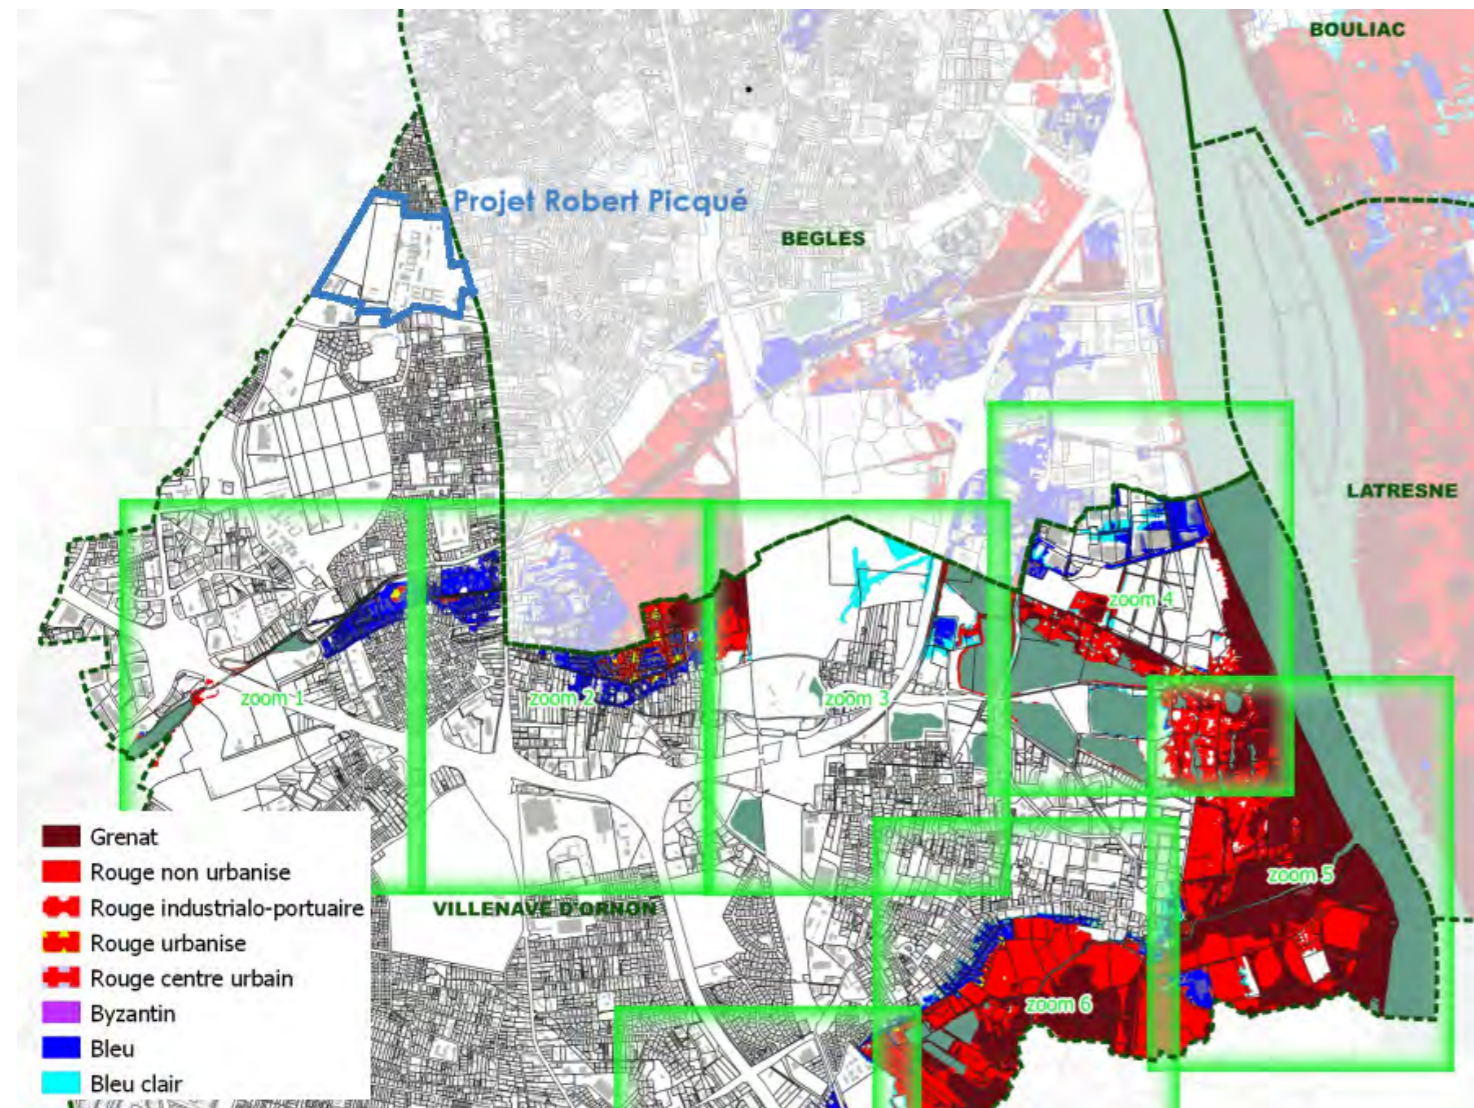 BOULIAC
Projet Robert Picqué
BEGLES
LATRESNE
zoom 4
zoom 1
zoom 2
zoom 3
zoom 5
VILLENAVE D'ORNON
zoom 6
Grenat
Rouge non urbanise
Rouge industrialo-portuaire
Rouge urbanise
Rouge centre urbain
Byzantin
Bleu
Bleu clair